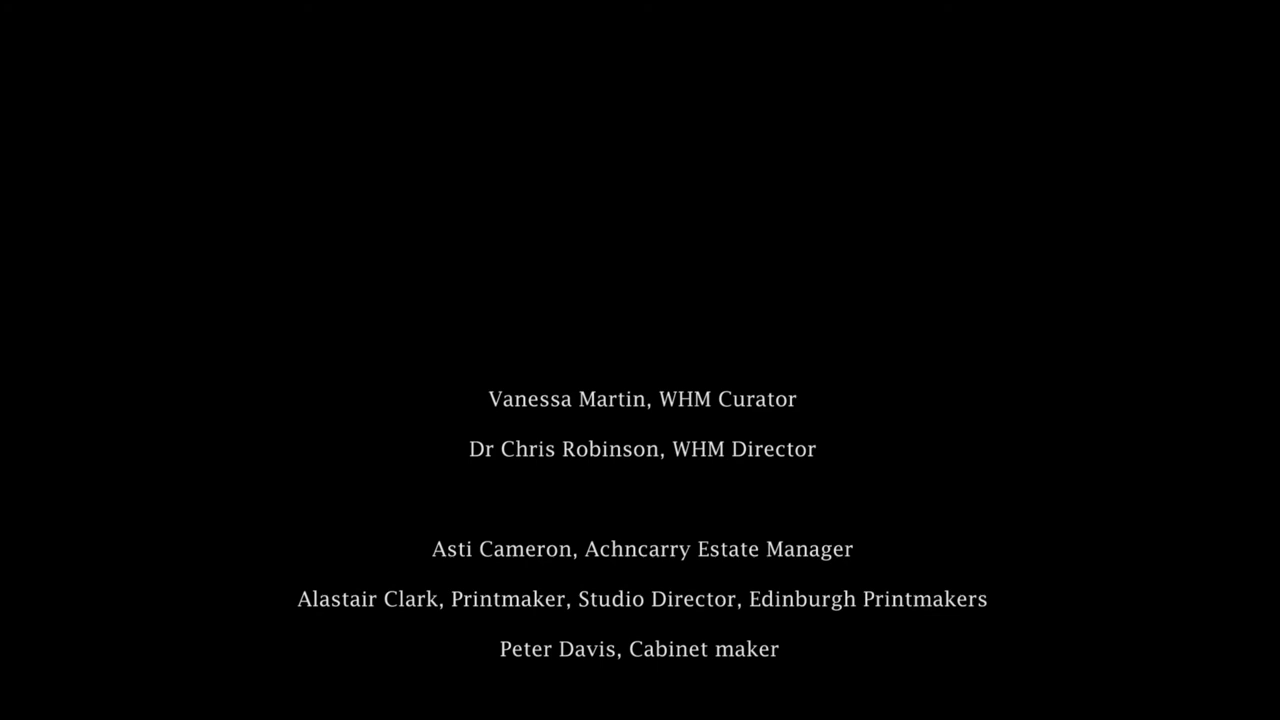 Vanessa Martin, WHM Curator
Dr Chris Robinson, WHM Director
Asti Cameron, Achncarry Estate Manager
Alastair Clark, Printmaker, Studio Director, Edinburgh Printmakers
Peter Davis, Cabinet maker